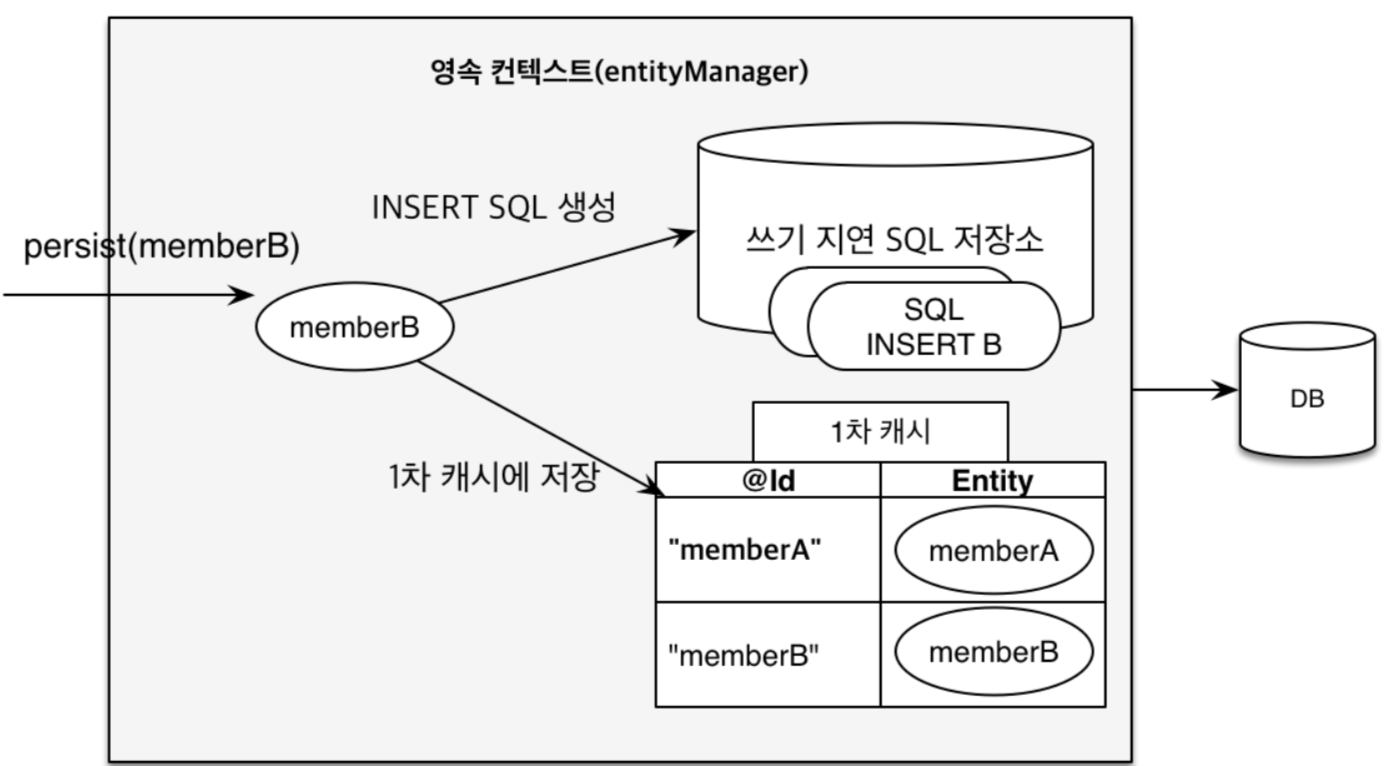 영속 컨텍스트(entityManager)
INSERT SQL 생성
persist(memberB)
memberB
쓰기 지연 SQL 저장소
SQL
INSERT B
DB
1차 캐시에 저장
1차 캐시
@Id Entity
"memberA" memberA
"memberB" memberB